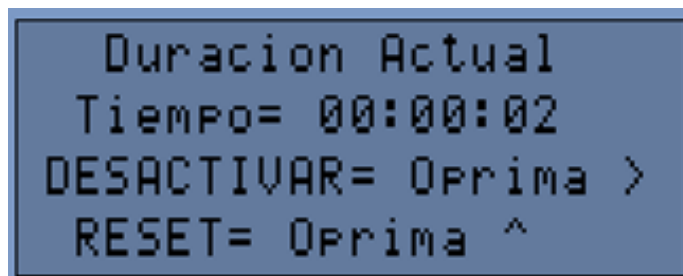 Duracion Actual
Tiempo= 00:00:02
DESACTIVAR= Oprima >
RESET= Oprima ^